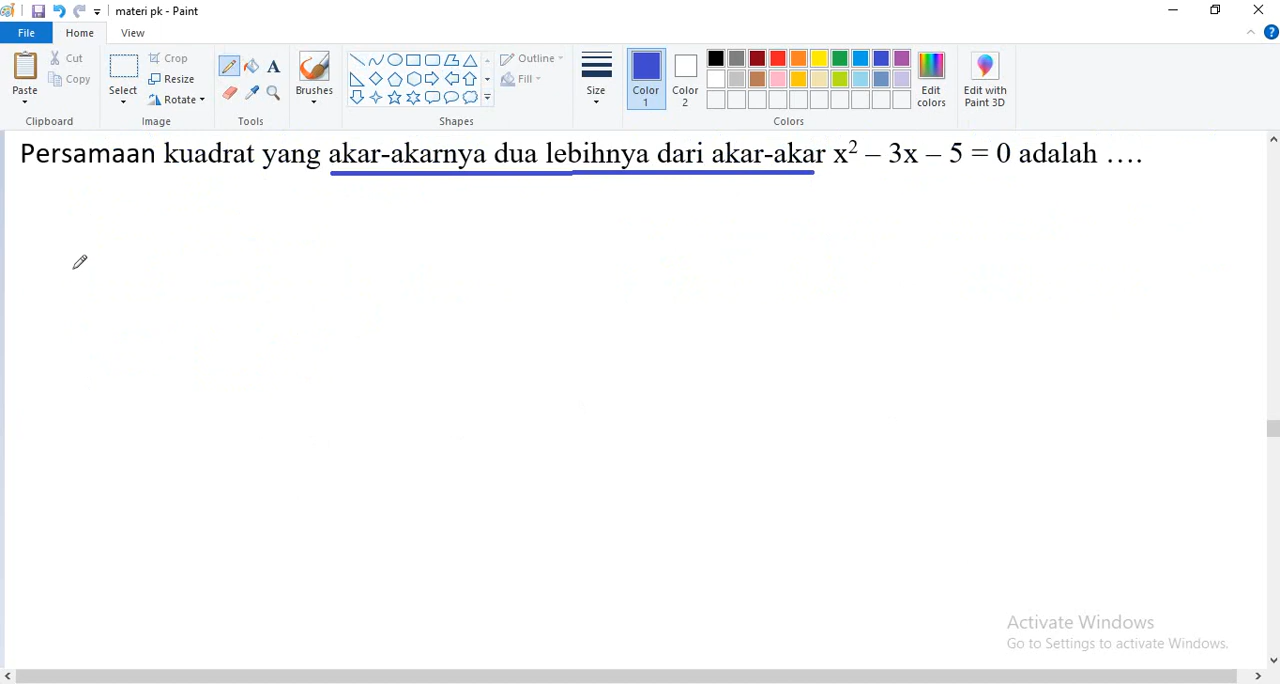 materi pk - Paint
File Home View
Paste Cut Copy Select Crop Resize Rotate Brushes Outline Fill Size Color 1 Color 2 Edit colors Edit with Paint 3D
Clipboard Image Tools Shapes Colors
Persamaan kuadrat yang akar-akarnya dua lebihnya dari akar-akar x² – 3x – 5 = 0 adalah ….
Activate Windows
Go to Settings to activate Windows.